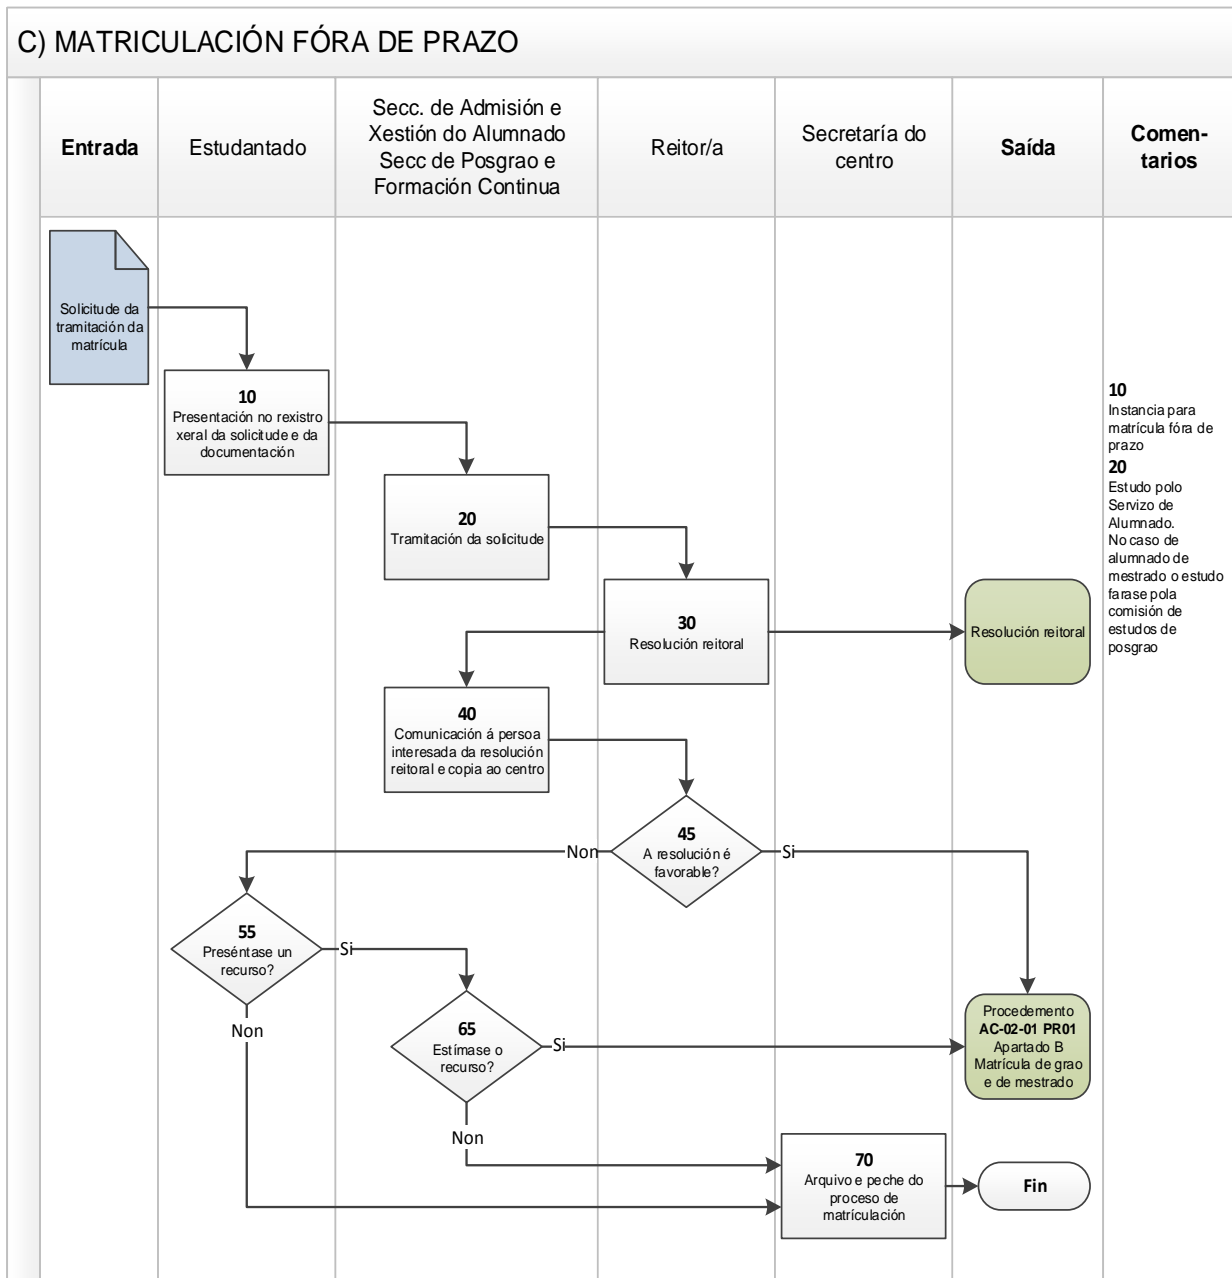 C) MATRICULACIÓN FÓRA DE PRAZO
Entrada
Estudantado
Secc. de Admisión e
Xestión do Alumnado
Secc de Posgrao e
Formación Continua
Reitor/a
Secretaría do
centro
Saída
Comen-
tarios
Solicitude da
tramitación da
matrícula
10
Presentación no rexistro
xeral da solicitude e da
documentación
20
Tramitación da solicitude
30
Resolución reitoral
Resolución reitoral
10
Instancia para
matrícula fóra de
prazo
20
Estudo polo
Servizo de
Alumnado.
No caso de
alumnado de
mestrado o estudo
farase pola
comisión de
estudos de
posgrao
40
Comunicación á persoa
interesada da resolución
reitoral e copia ao centro
45
A resolución é
favorable?
Non
Si
55
Preséntase un
recurso?
Si
Non
65
Estímase o
recurso?
Si
Non
Procedemento
AC-02-01 PR01
Apartado B
Matrícula de grao
e de mestrado
70
Arquivo e peche do
proceso de
matrículación
Fin